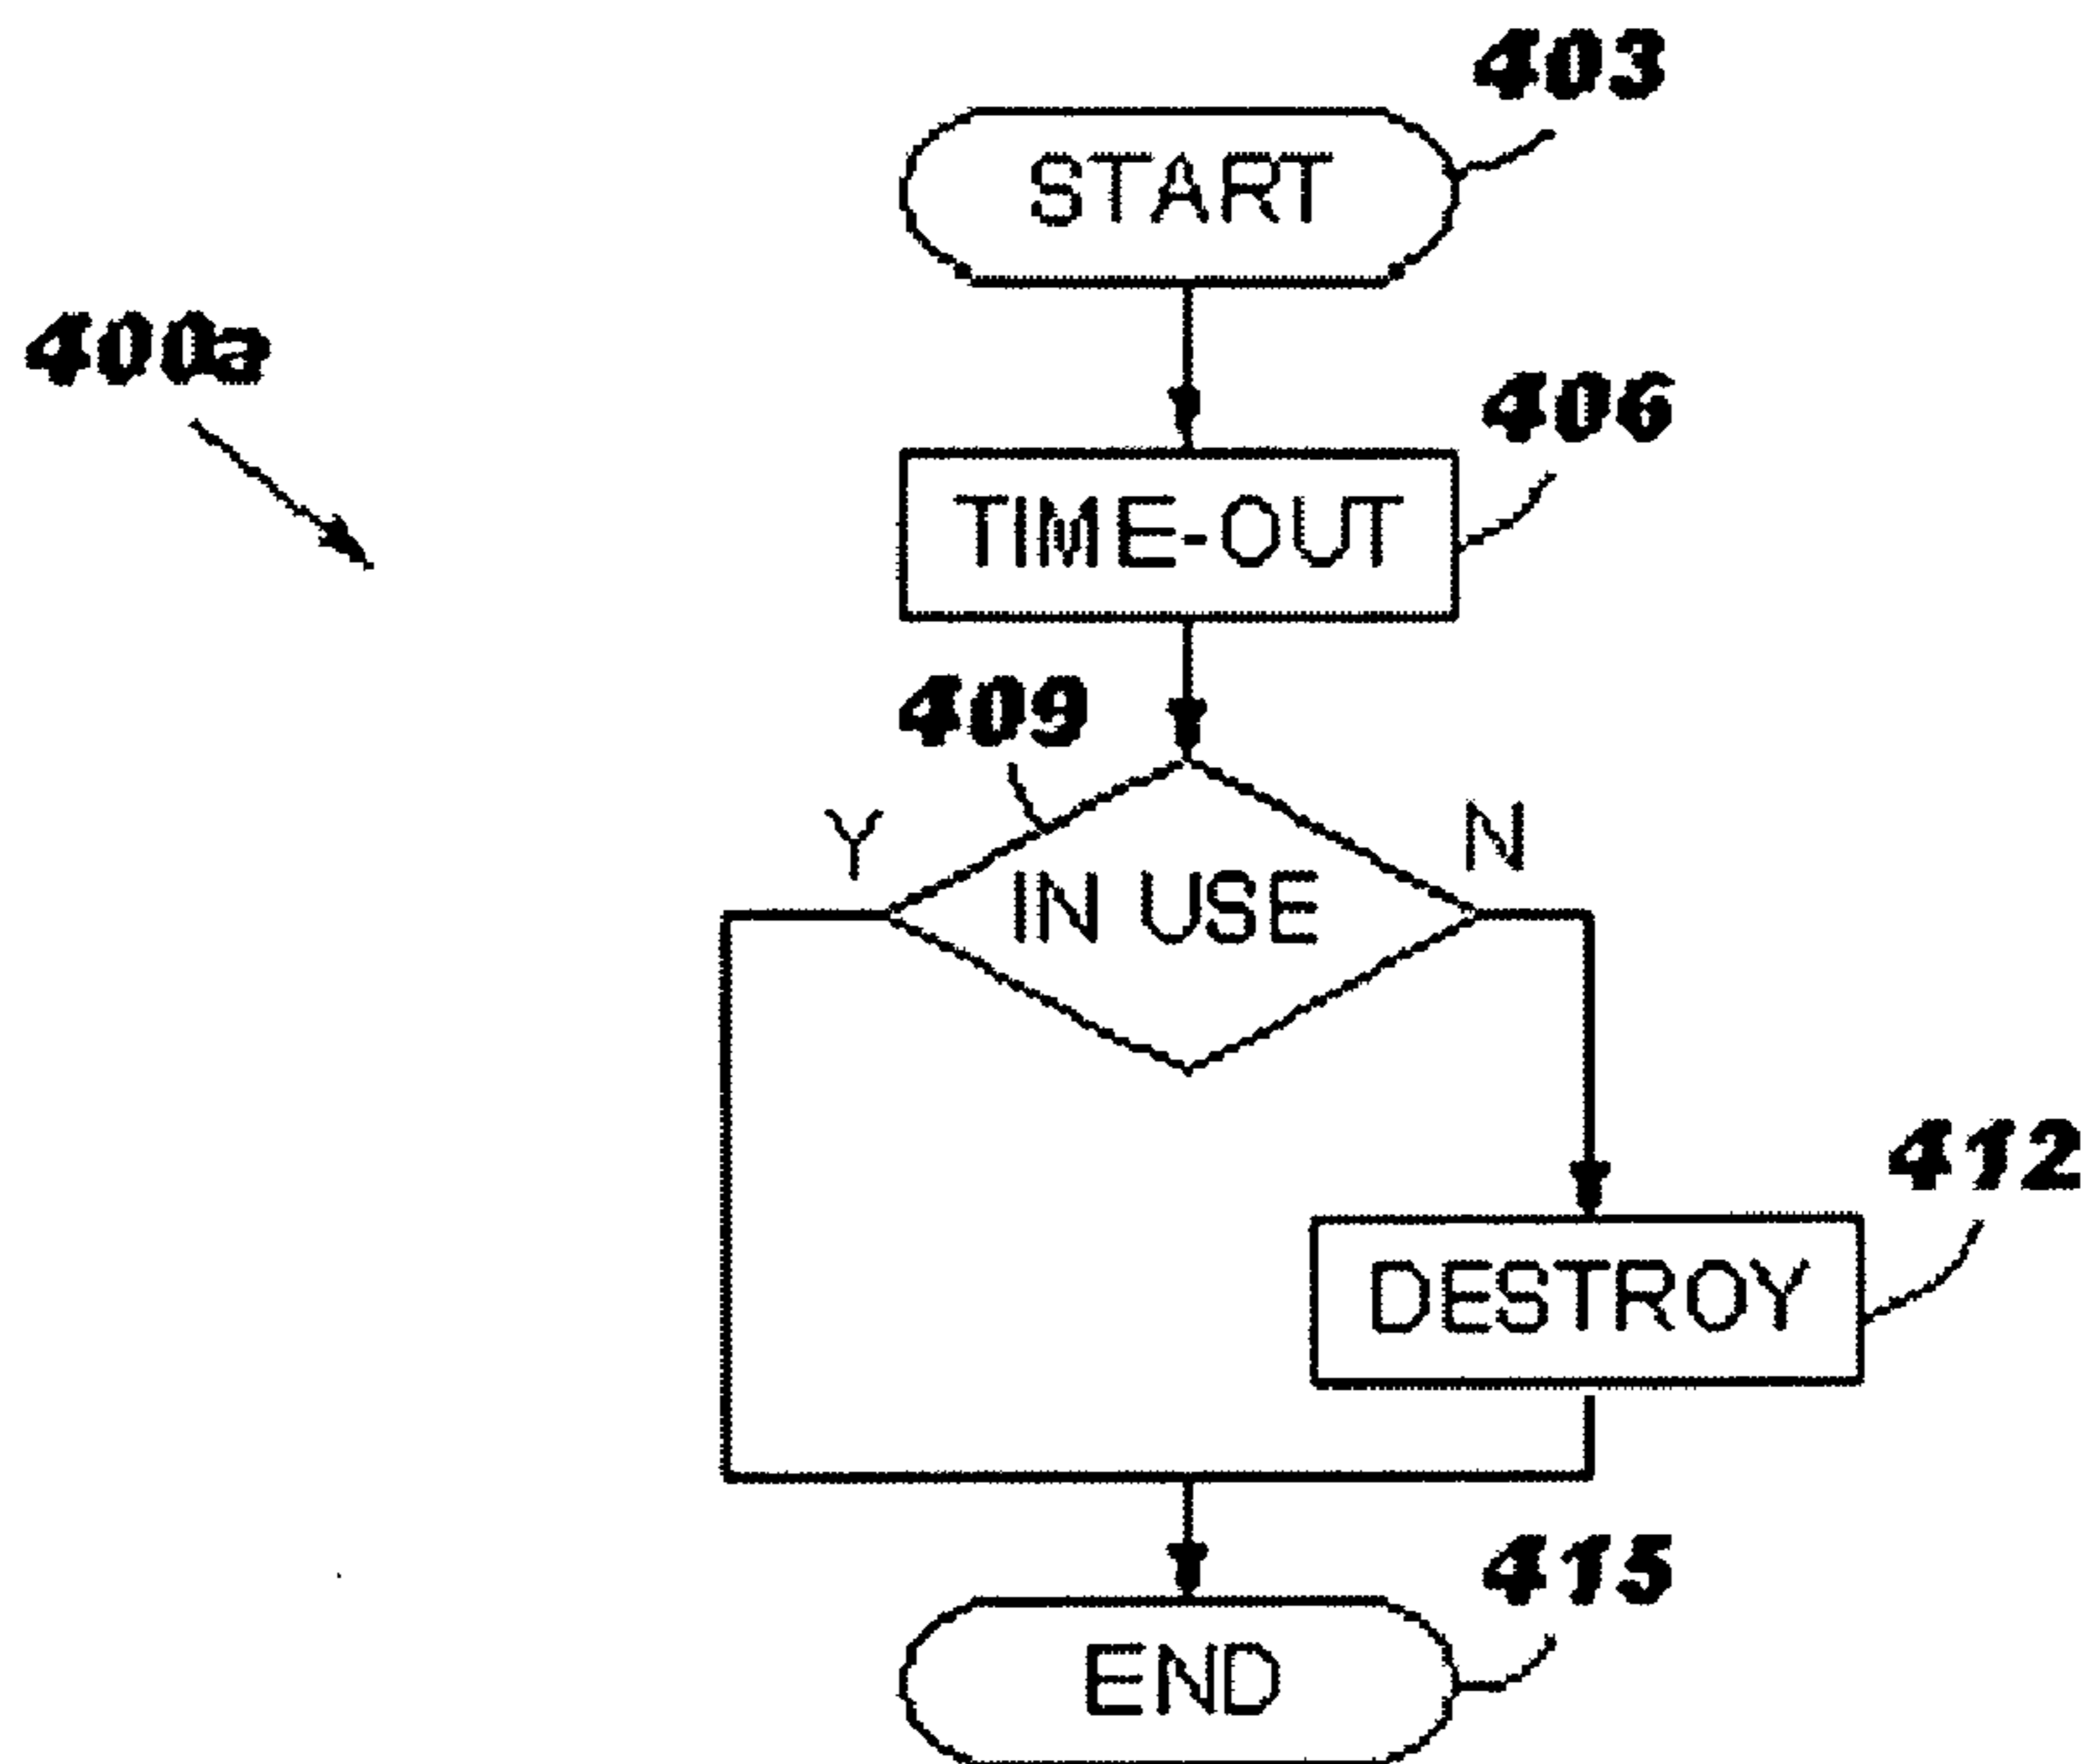 403
START
400a
406
TIME-OUT
409
Y
N
IN USE
412
DESTROY
415
END